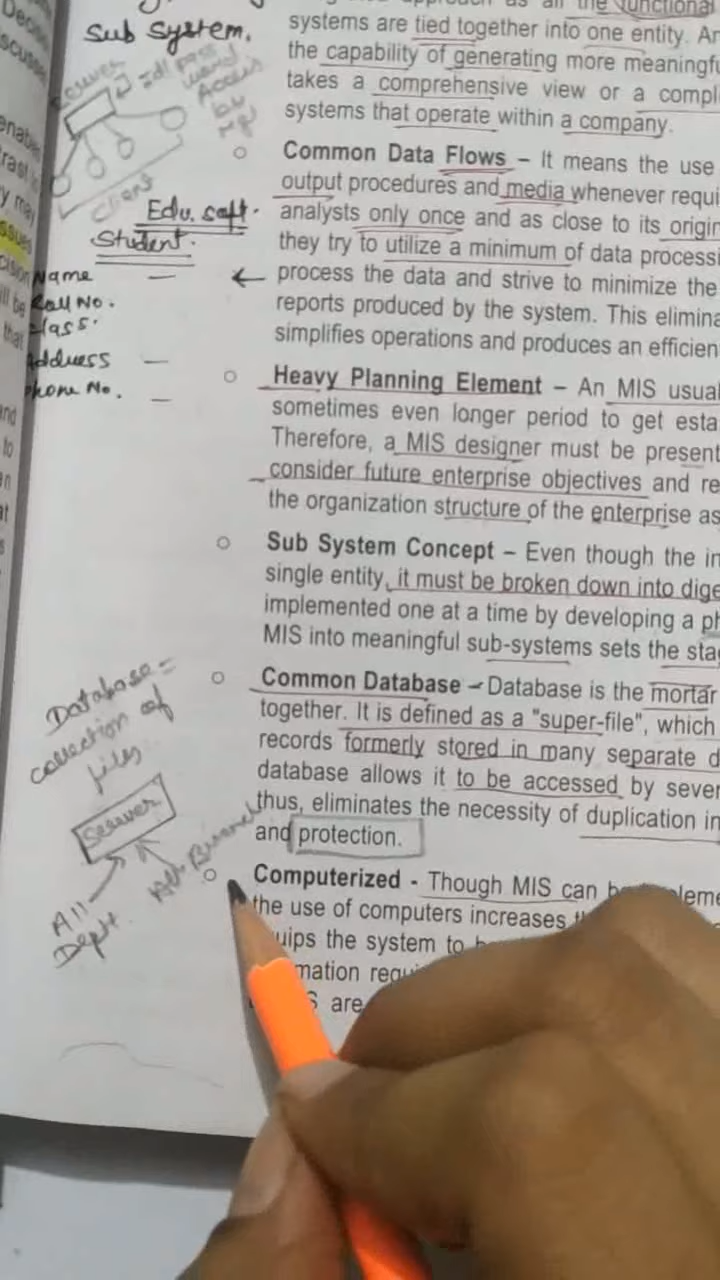 Sub System.
Server
Client
Edu. Soft.
Student.
Name
Roll No.
Class.
Address
Phone No.
systems are tied together into one entity. An
the capability of generating more meaningfu
takes a comprehensive view or a compl
systems that operate within a company.
Common Data Flows – It means the use
output procedures and media whenever requi
analysts only once and as close to its origin
they try to utilize a minimum of data processi
process the data and strive to minimize the
reports produced by the system. This elimina
simplifies operations and produces an efficien
Heavy Planning Element – An MIS usual
sometimes even longer period to get esta
Therefore, a MIS designer must be present
consider future enterprise objectives and re
the organization structure of the enterprise as
Sub System Concept – Even though the in
single entity, it must be broken down into dige
implemented one at a time by developing a ph
MIS into meaningful sub-systems sets the sta
Database =
collection of
files
Server
All
Dept.
Common Database – Database is the mortar
together. It is defined as a "super-file", which
records formerly stored in many separate d
database allows it to be accessed by sever
thus, eliminates the necessity of duplication in
and protection.
Computerized - Though MIS can be
the use of computers increases
the system to
are